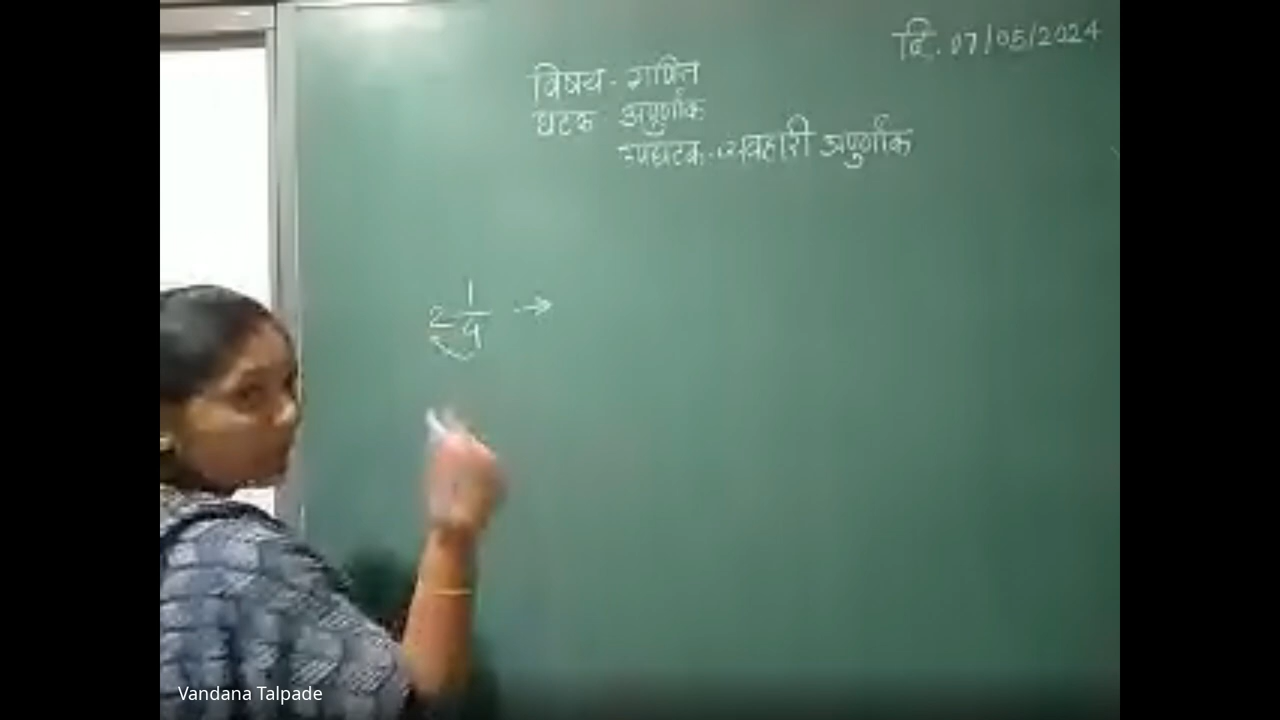 दि. 07/05/2024
विषय - गणित
घटक - अपुर्णांक
उपघटक - व्यवहारी अपुर्णांक
2 1/4 →
Vandana Talpade